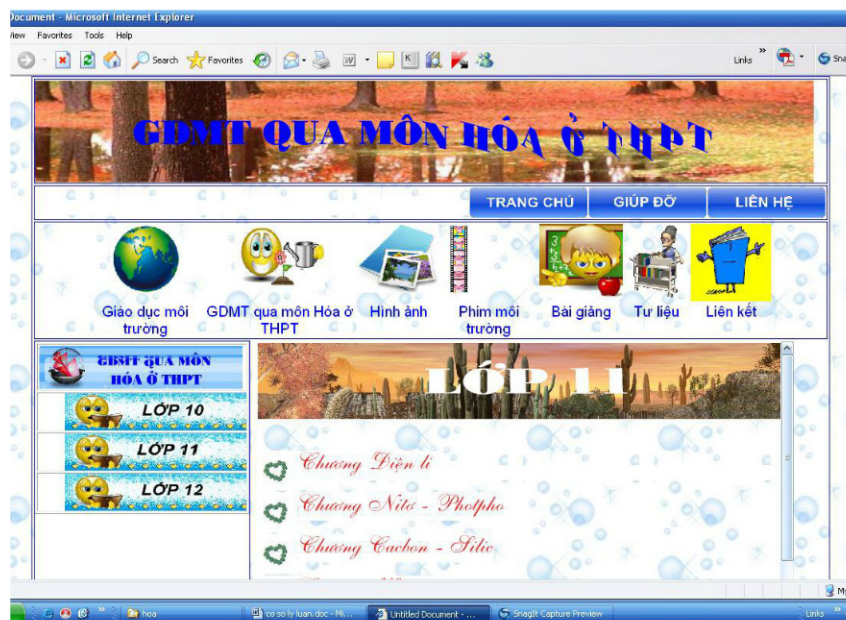 Document - Microsoft Internet Explorer
View Favorites Tools Help
Search Favorites Links
GDMT QUA MÔN HÓA Ở THPT
TRANG CHỦ GIÚP ĐỠ LIÊN HỆ
Giáo dục môi trường
GDMT qua môn Hóa ở THPT
Hình ảnh
Phim môi trường
Bài giảng
Tư liệu
Liên kết
GDMT QUA MÔN
HÓA Ở THPT
LỚP 10
LỚP 11
LỚP 12
LỚP 11
Chương Điện li
Chương Nitơ - Photpho
Chương Cacbon - Silic
hoa
co so ly luan.doc - Mi...
Untitled Document - ...
SnagIt Capture Preview
Links